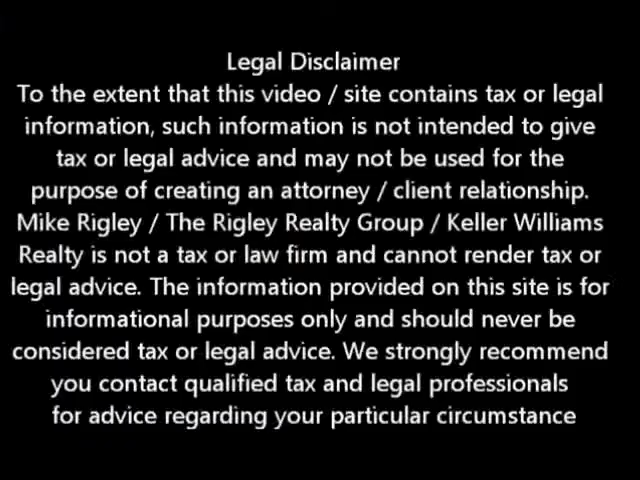 Legal Disclaimer
To the extent that this video / site contains tax or legal
information, such information is not intended to give
tax or legal advice and may not be used for the
purpose of creating an attorney / client relationship.
Mike Rigley / The Rigley Realty Group / Keller Williams
Realty is not a tax or law firm and cannot render tax or
legal advice. The information provided on this site is for
informational purposes only and should never be
considered tax or legal advice. We strongly recommend
you contact qualified tax and legal professionals
for advice regarding your particular circumstance